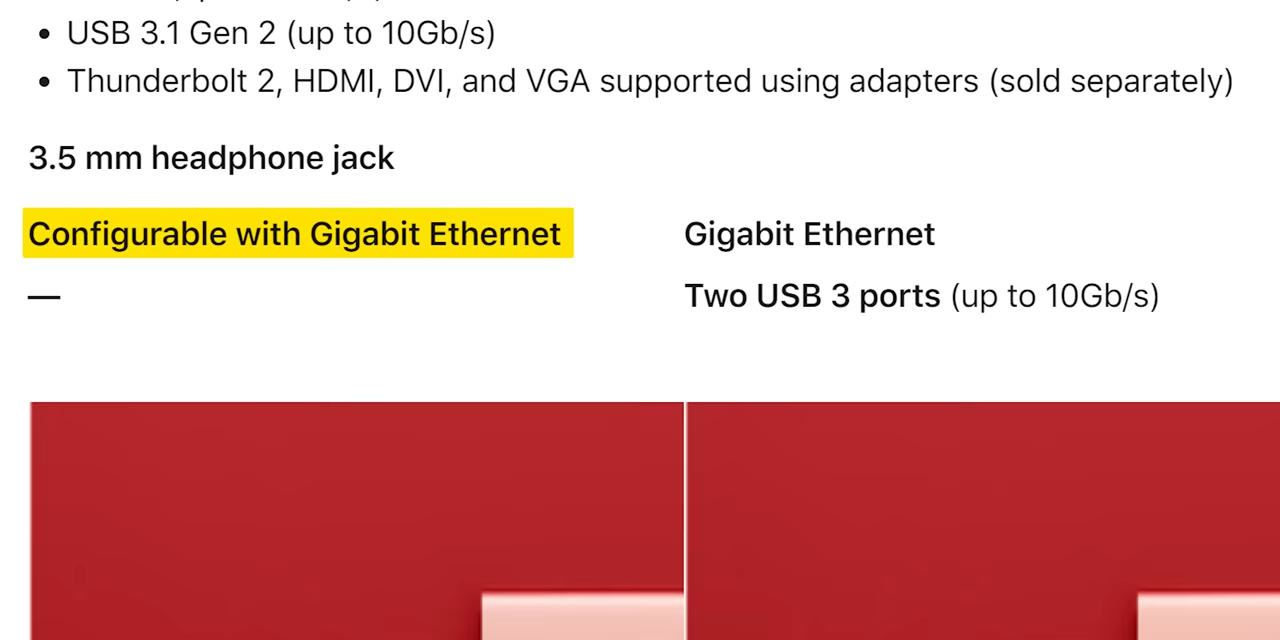 • USB 3.1 Gen 2 (up to 10Gb/s)
• Thunderbolt 2, HDMI, DVI, and VGA supported using adapters (sold separately)
3.5 mm headphone jack
Configurable with Gigabit Ethernet
—
Gigabit Ethernet
Two USB 3 ports (up to 10Gb/s)